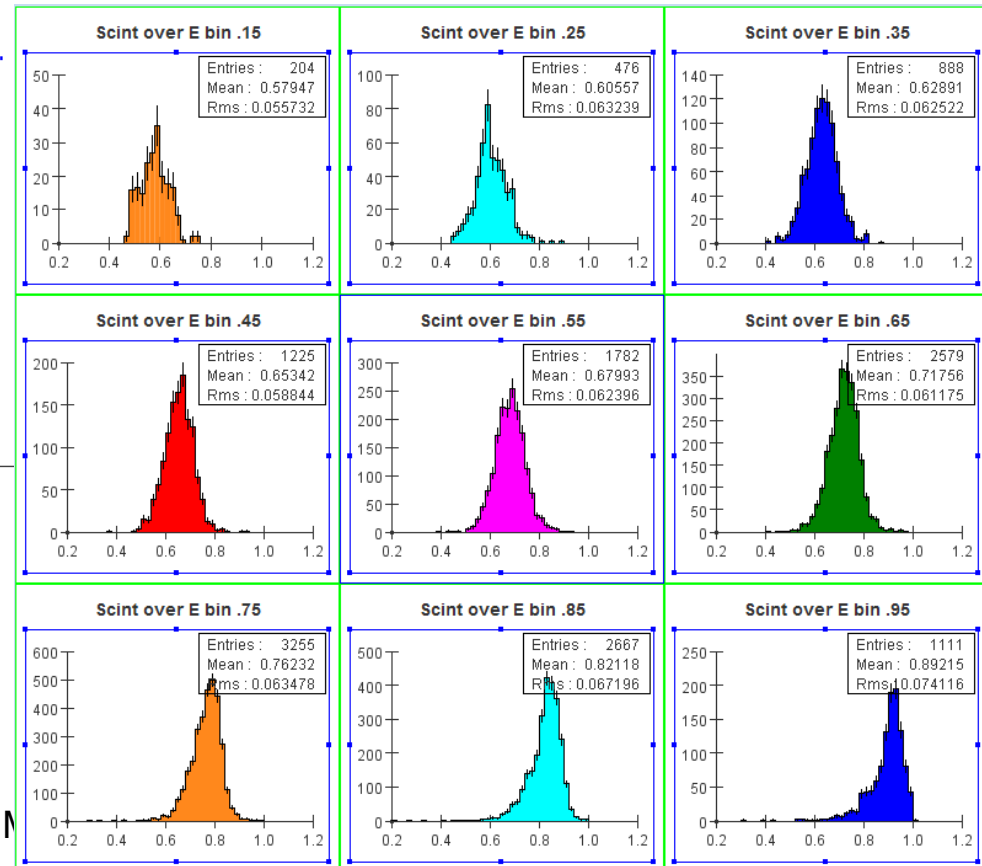 Scint over E bin .15
Entries : 204
Mean : 0.57947
Rms : 0.055732
50
40
30
20
10
0
0.2 0.4 0.6 0.8 1.0 1.2
Scint over E bin .25
Entries : 476
Mean : 0.60557
Rms : 0.063239
100
80
60
40
20
0
0.2 0.4 0.6 0.8 1.0 1.2
Scint over E bin .35
Entries : 888
Mean : 0.62891
Rms : 0.062522
140
120
100
80
60
40
20
0
0.2 0.4 0.6 0.8 1.0 1.2
Scint over E bin .45
Entries : 1225
Mean : 0.65342
Rms : 0.058844
200
150
100
50
0
0.2 0.4 0.6 0.8 1.0 1.2
Scint over E bin .55
Entries : 1782
Mean : 0.67993
Rms : 0.062396
300
250
200
150
100
50
0
0.2 0.4 0.6 0.8 1.0 1.2
Scint over E bin .65
Entries : 2579
Mean : 0.71756
Rms : 0.061175
350
300
250
200
150
100
50
0
0.2 0.4 0.6 0.8 1.0 1.2
Scint over E bin .75
Entries : 3255
Mean : 0.76232
Rms : 0.063478
600
500
400
300
200
100
0
0.2 0.4 0.6 0.8 1.0 1.2
Scint over E bin .85
Entries : 2667
Mean : 0.82118
Rms : 0.067196
500
400
300
200
100
0
0.2 0.4 0.6 0.8 1.0 1.2
Scint over E bin .95
Entries : 1111
Mean : 0.89215
Rms : 0.074116
250
200
150
100
50
0
0.2 0.4 0.6 0.8 1.0 1.2